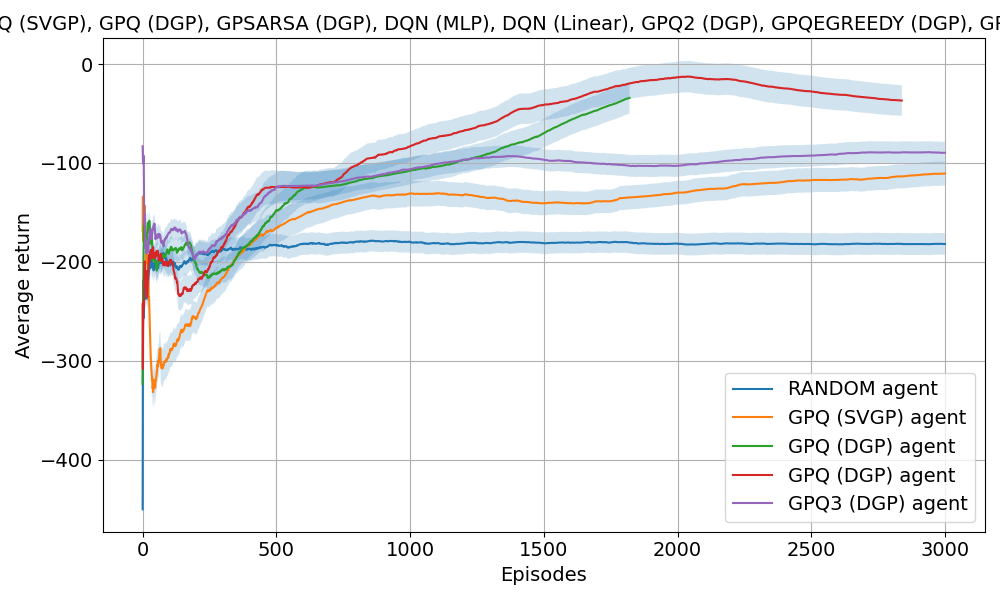 Q (SVGP), GPQ (DGP), GPSARSA (DGP), DQN (MLP), DQN (Linear), GPQ2 (DGP), GPQEGREEDY (DGP), GP
0
−100
−200
−300
−400
Average return
0 500 1000 1500 2000 2500 3000
Episodes
RANDOM agent
GPQ (SVGP) agent
GPQ (DGP) agent
GPQ (DGP) agent
GPQ3 (DGP) agent